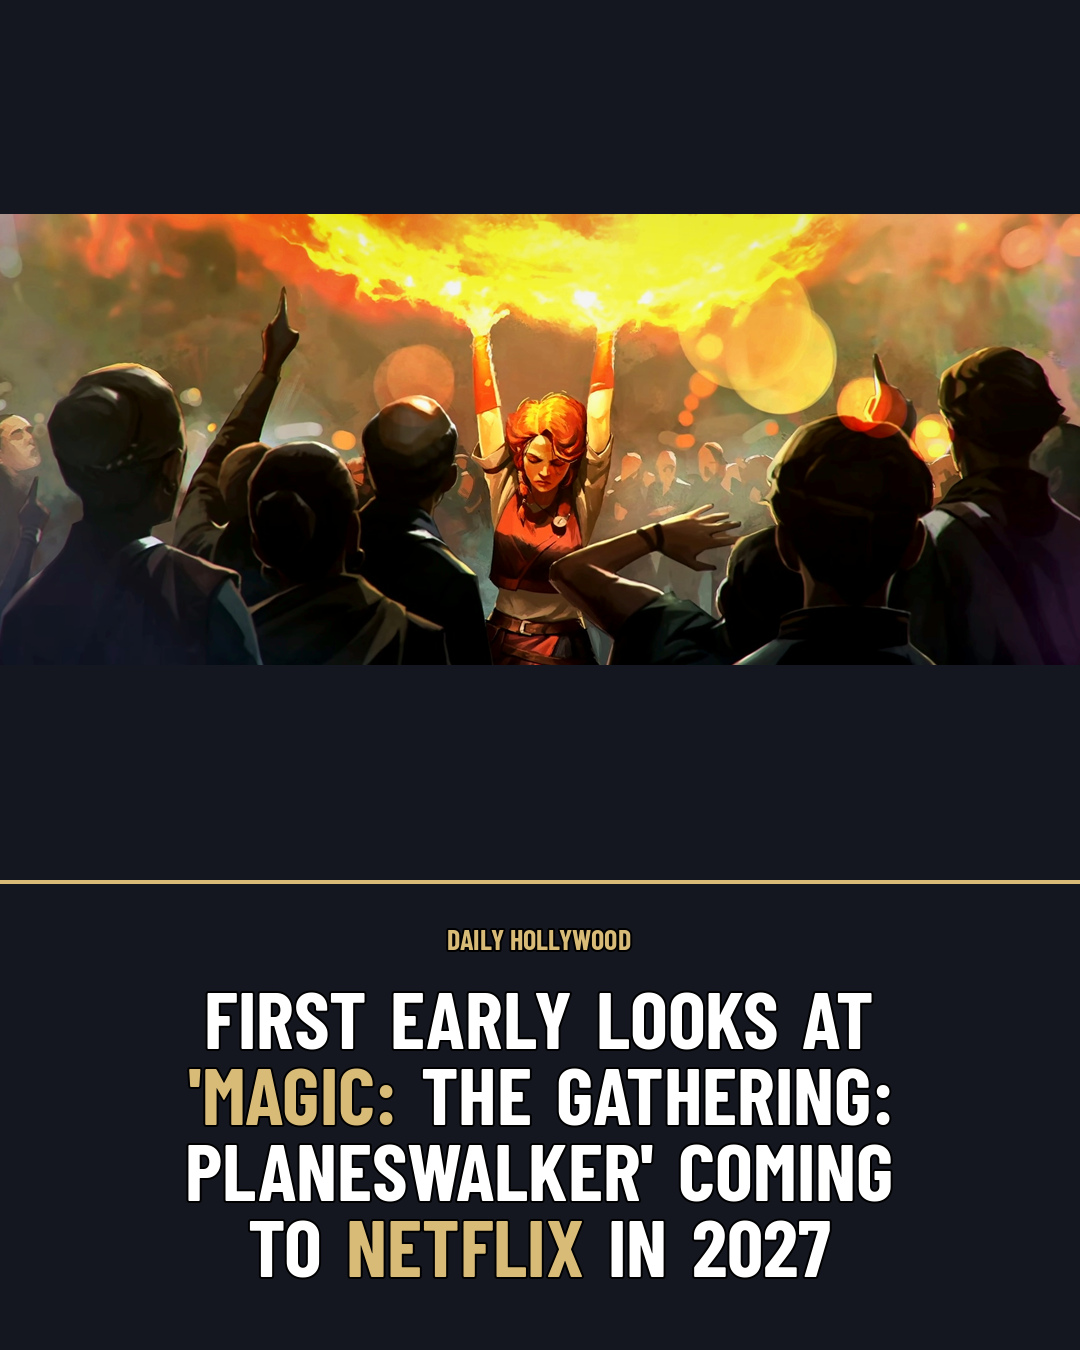 DAILY HOLLYWOOD
FIRST EARLY LOOKS AT
'MAGIC: THE GATHERING:
PLANESWALKER' COMING
TO NETFLIX IN 2027